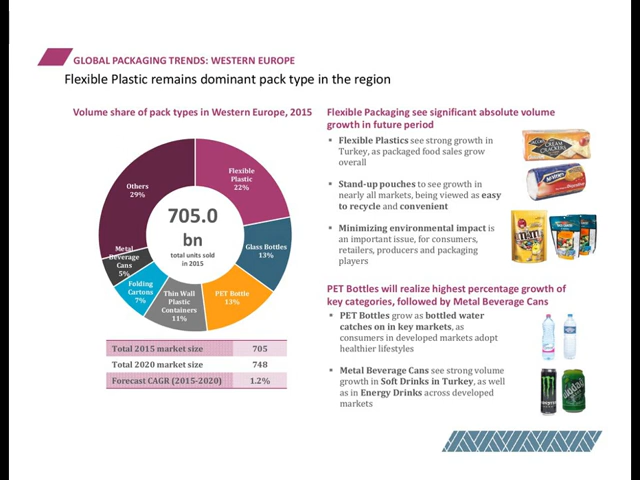 GLOBAL PACKAGING TRENDS: WESTERN EUROPE
Flexible Plastic remains dominant pack type in the region
Volume share of pack types in Western Europe, 2015
Flexible
Plastic
22%
Glass Bottles
13%
PET Bottle
13%
Thin Wall
Plastic
Containers
11%
Folding
Cartons
7%
Metal
Beverage
Cans
5%
Others
29%
705.0
bn
total units sold
in 2015
Total 2015 market size 705
Total 2020 market size 748
Forecast CAGR (2015-2020) 1.2%
Flexible Packaging see significant absolute volume
growth in future period
▪ Flexible Plastics see strong growth in
Turkey, as packaged food sales grow
overall
▪ Stand-up pouches to see growth in
nearly all markets, being viewed as easy
to recycle and convenient
▪ Minimizing environmental impact is
an important issue, for consumers,
retailers, producers and packaging
players
PET Bottles will realize highest percentage growth of
key categories, followed by Metal Beverage Cans
▪ PET Bottles grow as bottled water
catches on in key markets, as
consumers in developed markets adopt
healthier lifestyles
▪ Metal Beverage Cans see strong volume
growth in Soft Drinks in Turkey, as well
as in Energy Drinks across developed
markets
CREAM
CRACKERS
McVitie's
m&m's